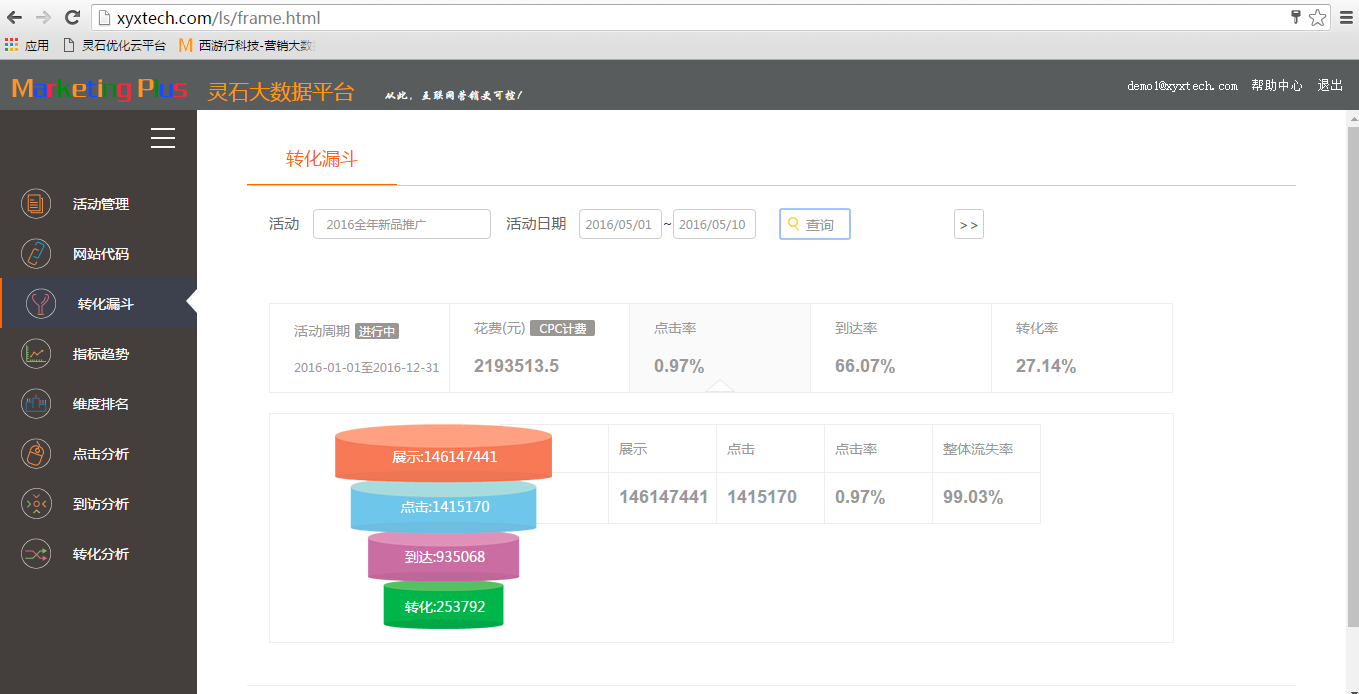 xyxtech.com/ls/frame.html
应用 灵石优化云平台 西游行科技-营销大数
Marketing Plus 灵石大数据平台 从此，互联网营销更可控！ demo1@xyxtech.com 帮助中心 退出
转化漏斗
活动管理
网站代码
转化漏斗
指标趋势
维度排名
点击分析
到访分析
转化分析
活动 2016全年新品推广 活动日期 2016/05/01 ~ 2016/05/10 查询 >>
活动周期 进行中 花费(元) CPC计费 点击率 到达率 转化率
2016-01-01至2016-12-31 2193513.5 0.97% 66.07% 27.14%
展示:146147441
点击:1415170
到达:935068
转化:253792
展示 点击 点击率 整体流失率
146147441 1415170 0.97% 99.03%